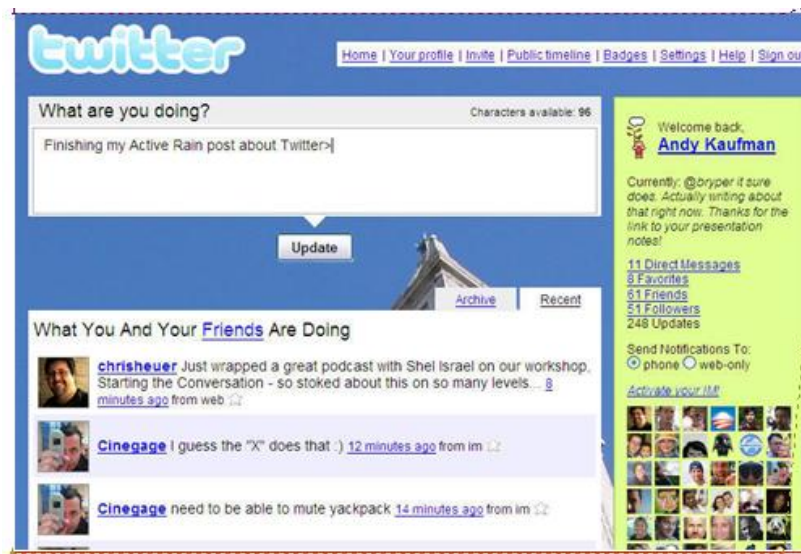 twitter
Home | Your profile | Invite | Public timeline | Badges | Settings | Help | Sign ou
What are you doing?
Characters available: 96
Finishing my Active Rain post about Twitter>
Update
Archive
Recent
What You And Your Friends Are Doing
chrisheuer Just wrapped a great podcast with Shel Israel on our workshop,
Starting the Conversation - so stoked about this on so many levels... 8
minutes ago from web
Cinegage I guess the "X" does that :) 12 minutes ago from im
Cinegage need to be able to mute yackpack 14 minutes ago from im
Welcome back,
Andy Kaufman
Currently: @bryper it sure
does. Actually writing about
that right now. Thanks for the
link to your presentation
notes!
11 Direct Messages
8 Favorites
61 Friends
51 Followers
248 Updates
Send Notifications To:
phone web-only
Activate your IM!